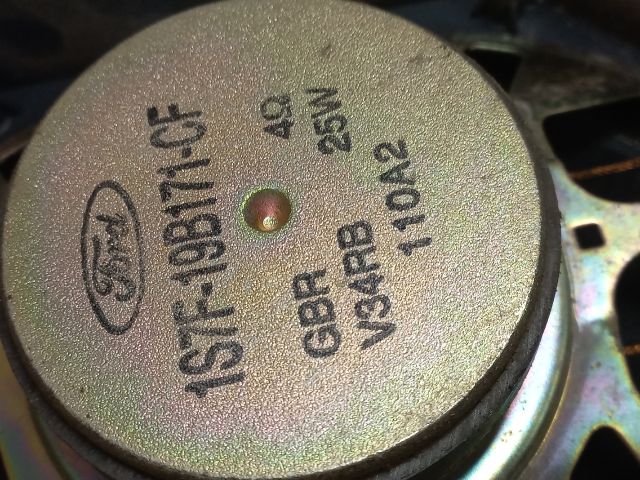 Ford
1S7F-19B171-CF
4Ω
25W
GBR
V34RB
110A2